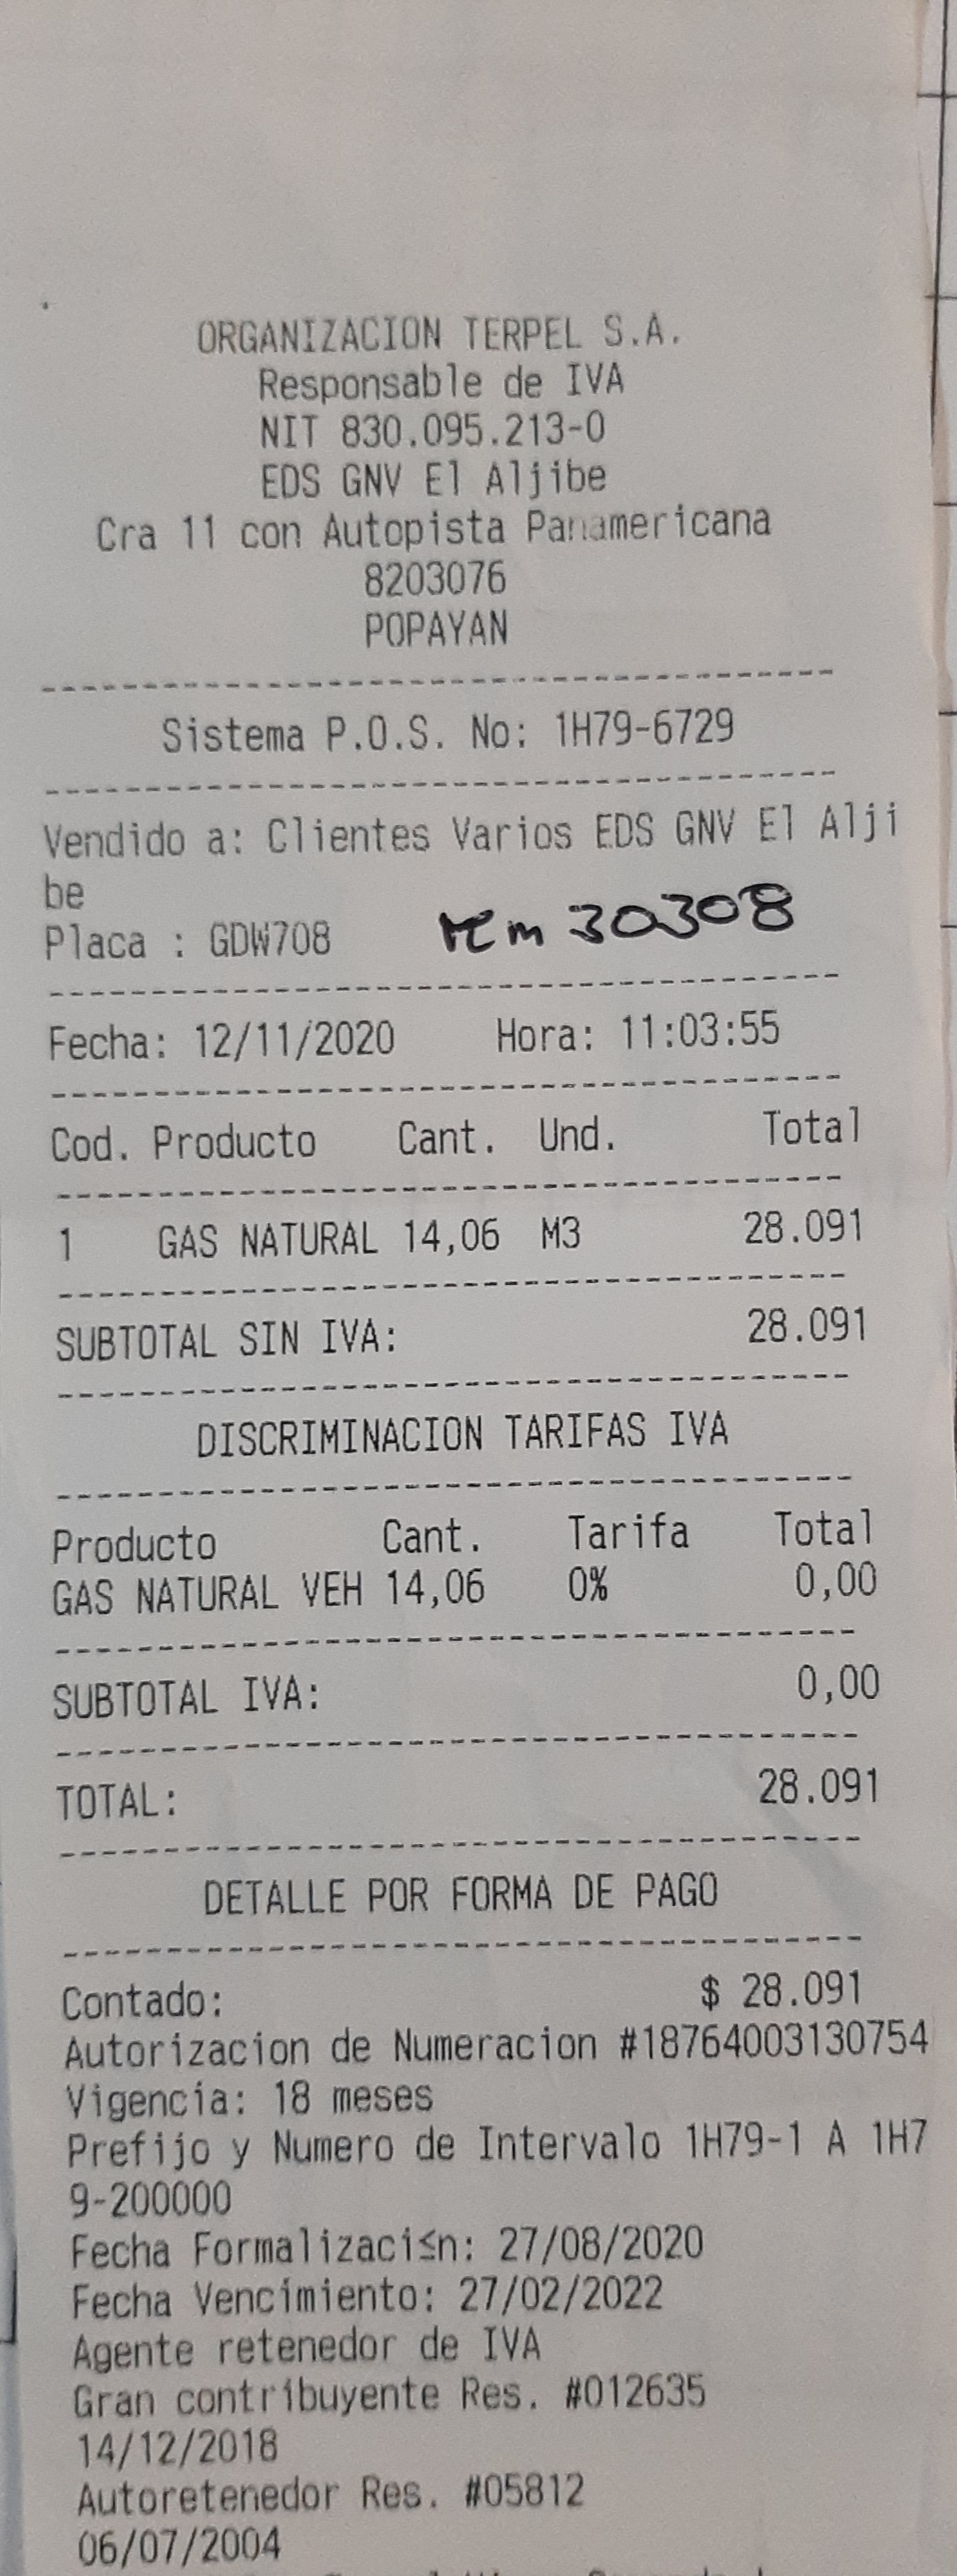 ORGANIZACION TERPEL S.A.
Responsable de IVA
NIT 830.095.213-0
EDS GNV El Aljibe
Cra 11 con Autopista Panamericana
8203076
POPAYAN
Sistema P.O.S. No: 1H79-6729
Vendido a: Clientes Varios EDS GNV El Alji
be
Placa : GDW708 Km 30308
Fecha: 12/11/2020 Hora: 11:03:55
Cod. Producto Cant. Und. Total
1 GAS NATURAL 14,06 M3 28.091
SUBTOTAL SIN IVA: 28.091
DISCRIMINACION TARIFAS IVA
Producto Cant. Tarifa Total
GAS NATURAL VEH 14,06 0% 0,00
SUBTOTAL IVA: 0,00
TOTAL: 28.091
DETALLE POR FORMA DE PAGO
Contado: $ 28.091
Autorizacion de Numeracion #18764003130754
Vigencia: 18 meses
Prefijo y Numero de Intervalo 1H79-1 A 1H7
9-200000
Fecha Formalizaci≤n: 27/08/2020
Fecha Vencimiento: 27/02/2022
Agente retenedor de IVA
Gran contribuyente Res. #012635
14/12/2018
Autoretenedor Res. #05812
06/07/2004